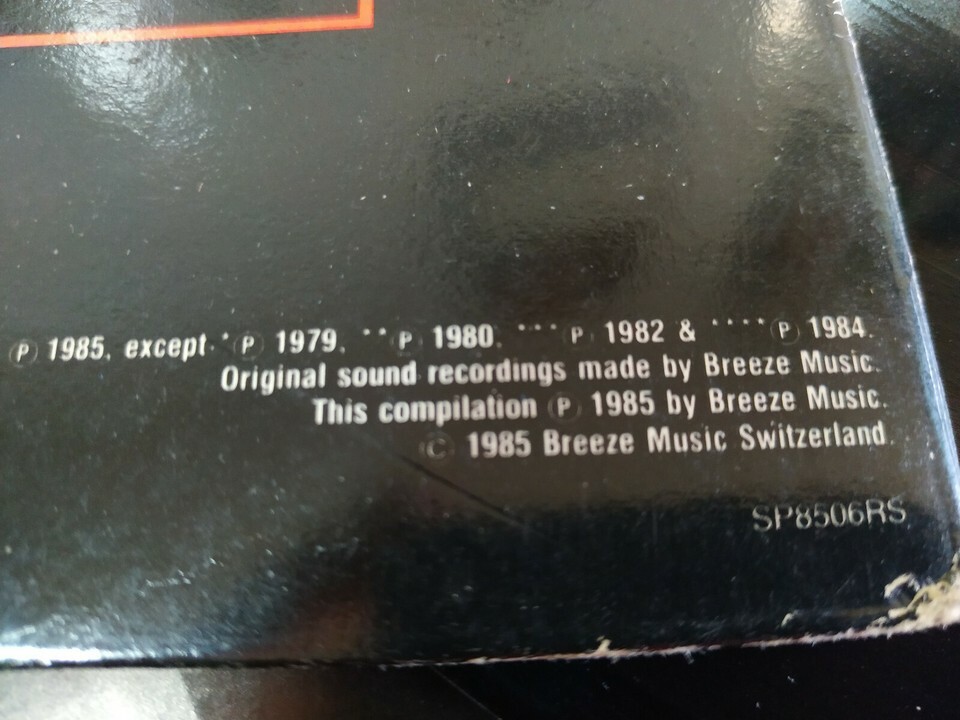 ℗ 1985, except *℗ 1979, **℗ 1980, ***℗ 1982 & ****℗ 1984.
Original sound recordings made by Breeze Music.
This compilation ℗ 1985 by Breeze Music.
© 1985 Breeze Music Switzerland.
SP8506RS